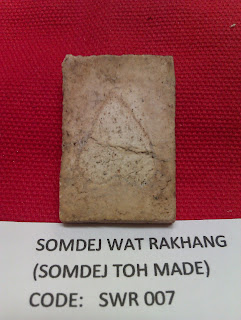 SOMDEJ WAT RAKHANG
(SOMDEJ TOH MADE)
CODE: SWR 007